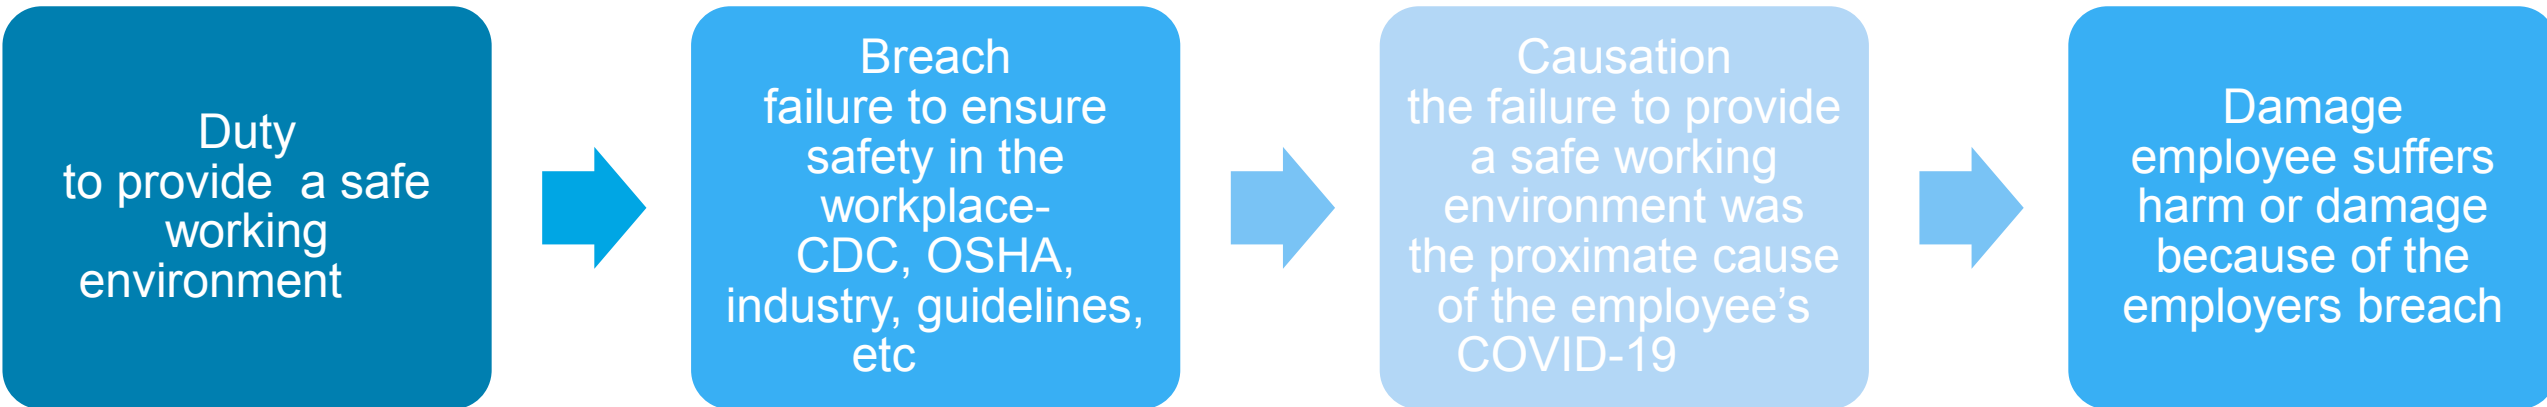 Duty
to provide  a safe
working
environment
Breach
failure to ensure
safety in the
workplace-
CDC, OSHA,
industry, guidelines,
etc
Causation
the failure to provide
a safe working
environment was
the proximate cause
of the employee’s
COVID-19
Damage
employee suffers
harm or damage
because of the
employers breach